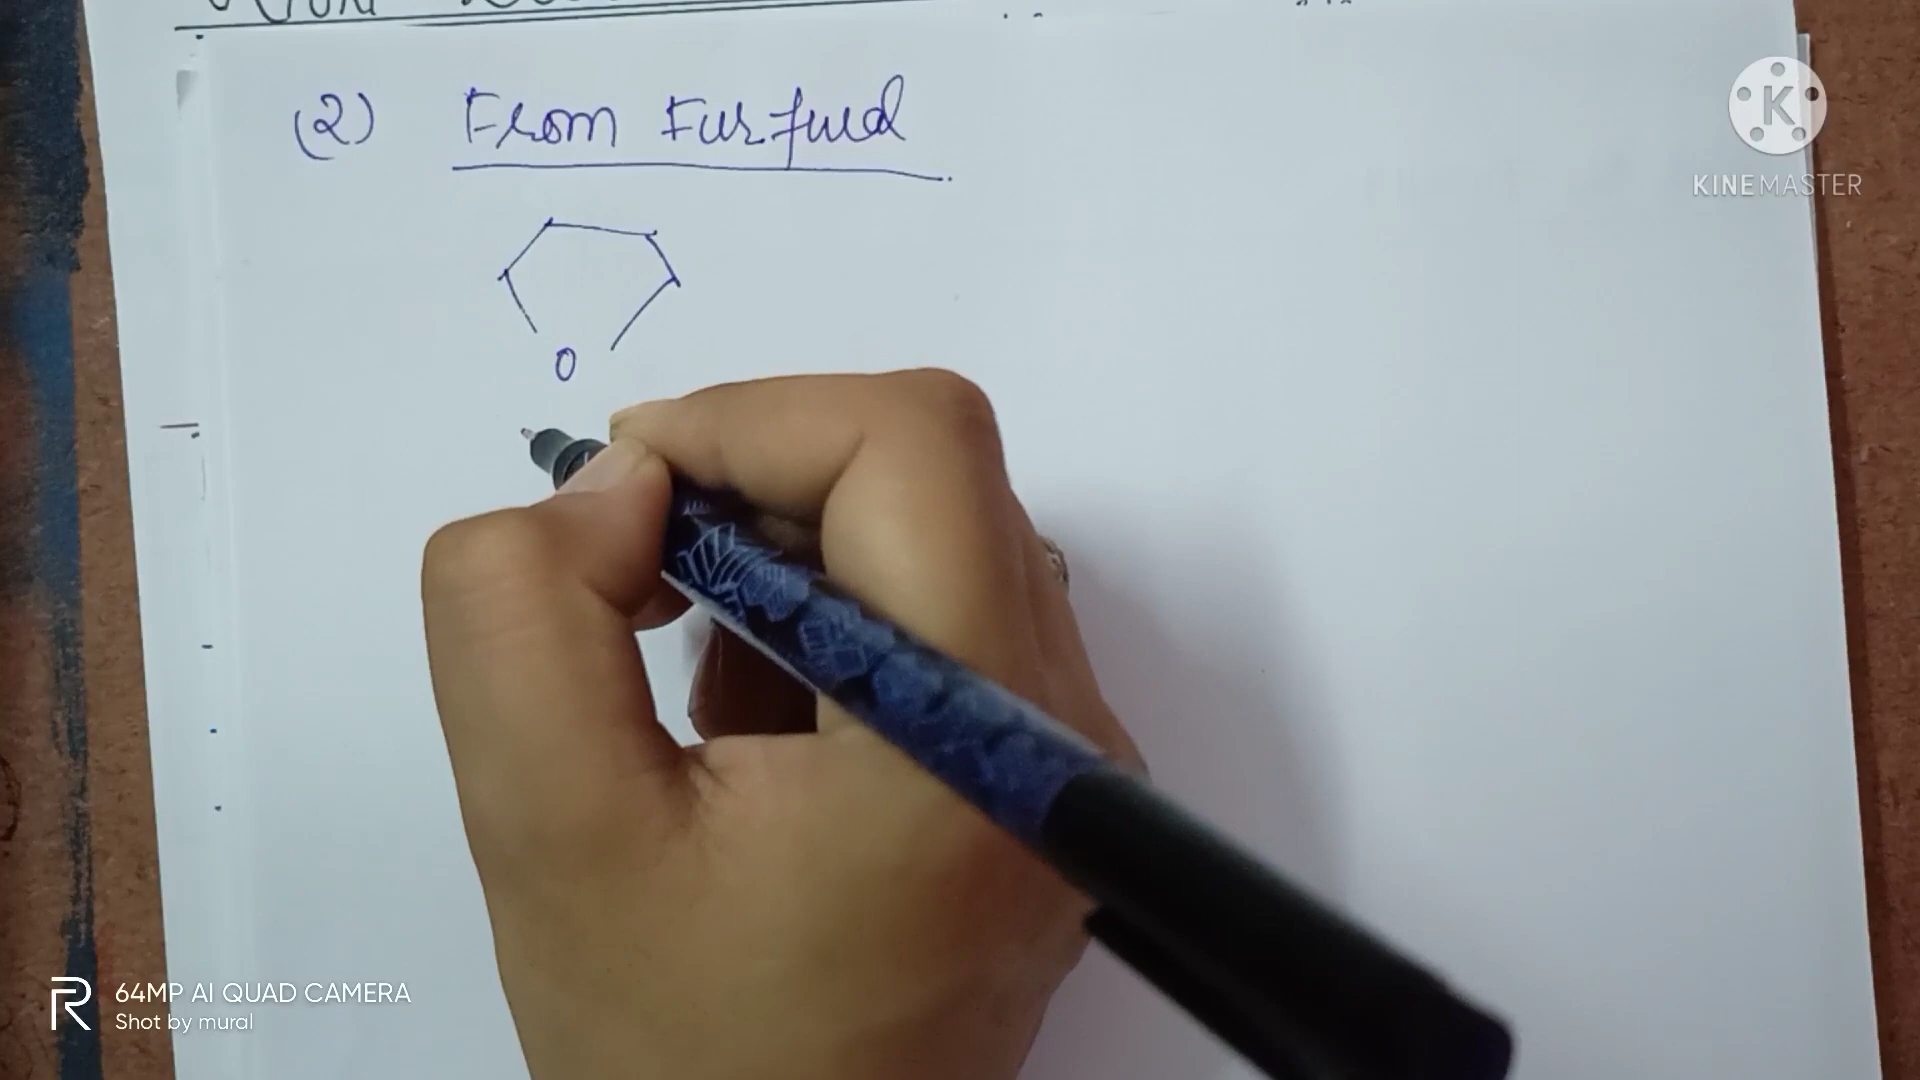 (2) From Furfural
O
K
KINEMASTER
R
64MP AI QUAD CAMERA
Shot by mural